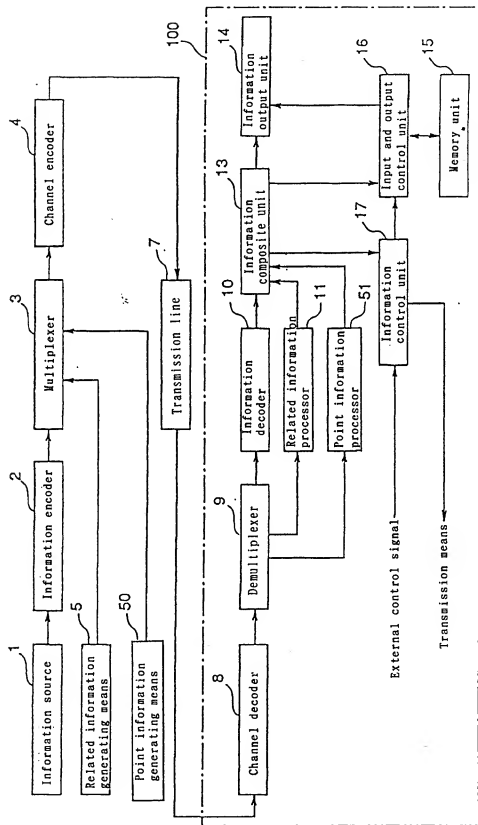 1
Information source
2
Information encoder
3
Multiplexer
4
Channel encoder
5
Related information
generating means
50
Point information
generating means
7
Transmission line
100
8
Channel decoder
9
Demultiplexer
10
Information
decoder
11
Related information
processor
51
Point information
processor
13
Information
composite unit
14
Information
output unit
17
Information
control unit
16
Input and output
control unit
15
Memory unit
External control signal
Transmission means